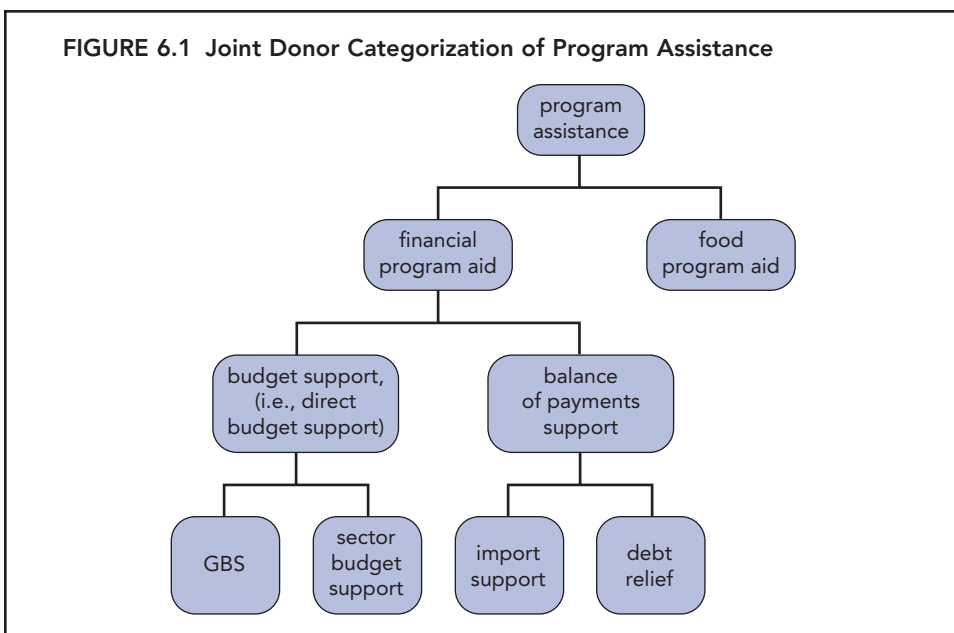 FIGURE 6.1 Joint Donor Categorization of Program Assistance
program
assistance
financial
program aid
food
program aid
budget support,
(i.e., direct
budget support)
balance
of payments
support
GBS
sector
budget
support
import
support
debt
relief